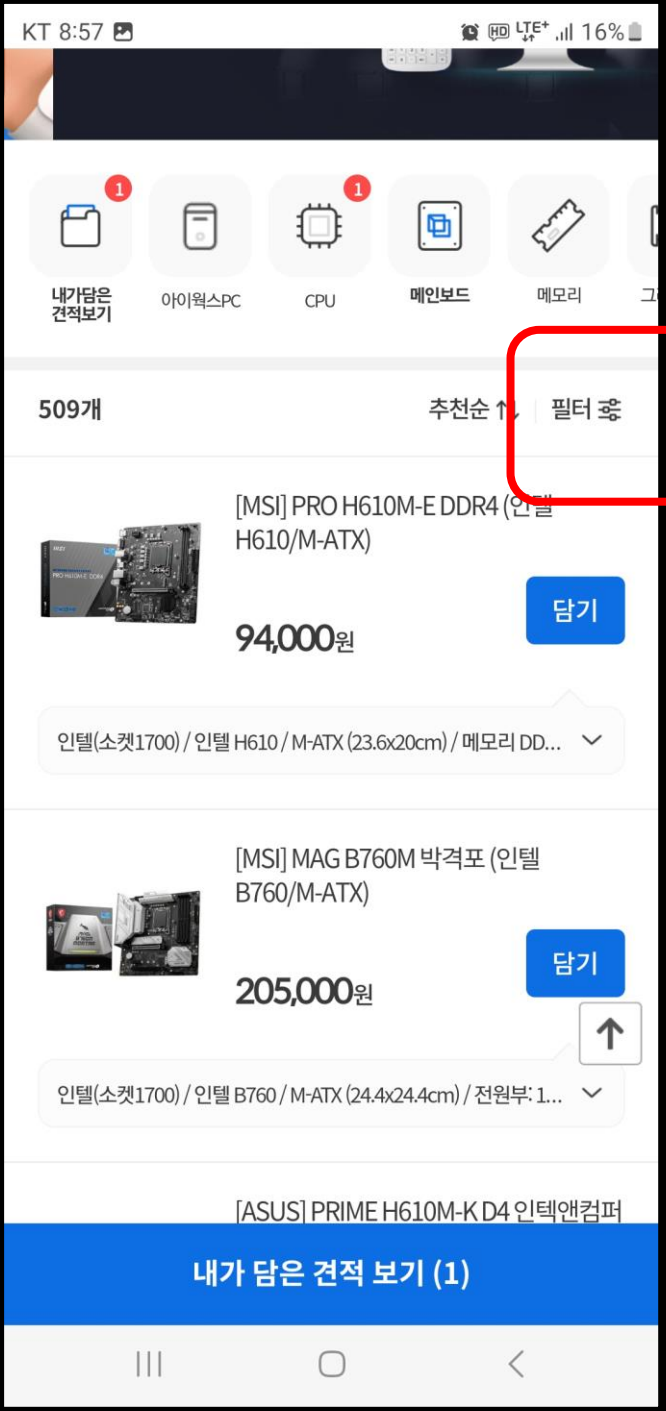 KT 8:57
HD LTE+ 16%
1
1
내가담은
견적보기
아이웍스PC
CPU
메인보드
메모리
509개
추천순
필터
[MSI] PRO H610M-E DDR4 (인텔
H610/M-ATX)
94,000원
담기
인텔(소켓1700) / 인텔 H610 / M-ATX (23.6x20cm) / 메모리 DD...
[MSI] MAG B760M 박격포 (인텔
B760/M-ATX)
205,000원
담기
인텔(소켓1700) / 인텔 B760 / M-ATX (24.4x24.4cm) / 전원부: 1...
[ASUS] PRIME H610M-K D4 인텍앤컴퍼
내가 담은 견적 보기 (1)